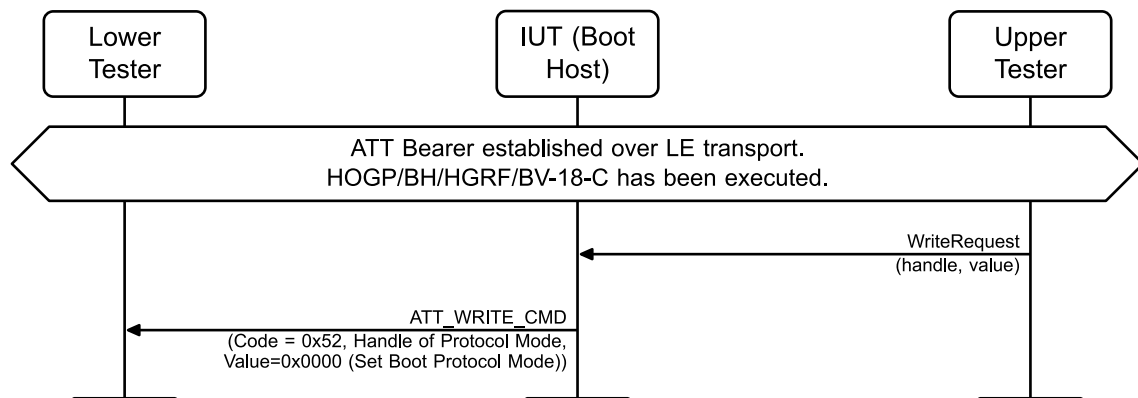 Lower
Tester
IUT (Boot
Host)
Upper
Tester
ATT Bearer established over LE transport.
HOGP/BH/HGRF/BV-18-C has been executed.
WriteRequest
(handle, value)
ATT_WRITE_CMD
(Code = 0x52, Handle of Protocol Mode,
Value=0x0000 (Set Boot Protocol Mode))